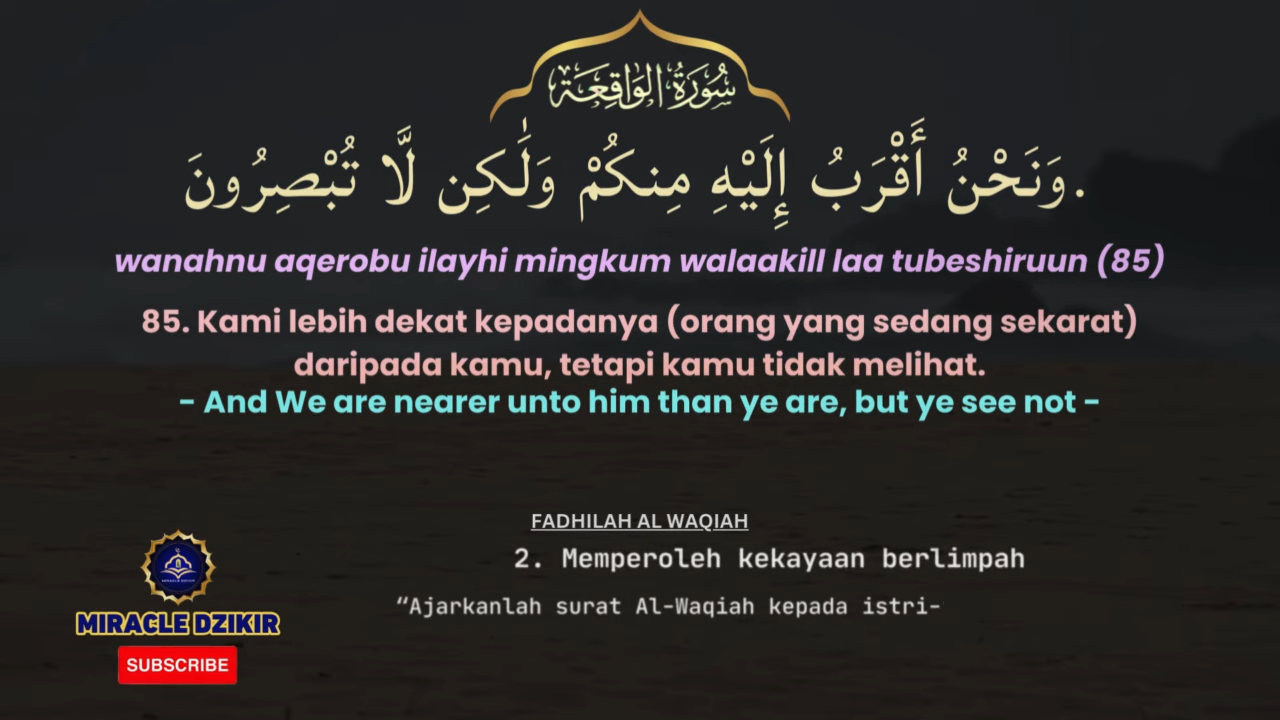 سُورَةُ الوَاقِعَة
وَنَحْنُ أَقْرَبُ إِلَيْهِ مِنكُمْ وَلَٰكِن لَّا تُبْصِرُونَ.
wanahnu aqerobu ilayhi mingkum walaakill laa tubeshiruun (85)
85. Kami lebih dekat kepadanya (orang yang sedang sekarat)
daripada kamu, tetapi kamu tidak melihat.
- And We are nearer unto him than ye are, but ye see not -
FADHILAH AL WAQIAH
2. Memperoleh kekayaan berlimpah
“Ajarkanlah surat Al-Waqiah kepada istri-
MIRACLE DZIKIR
MIRACLE DZIKIR
SUBSCRIBE